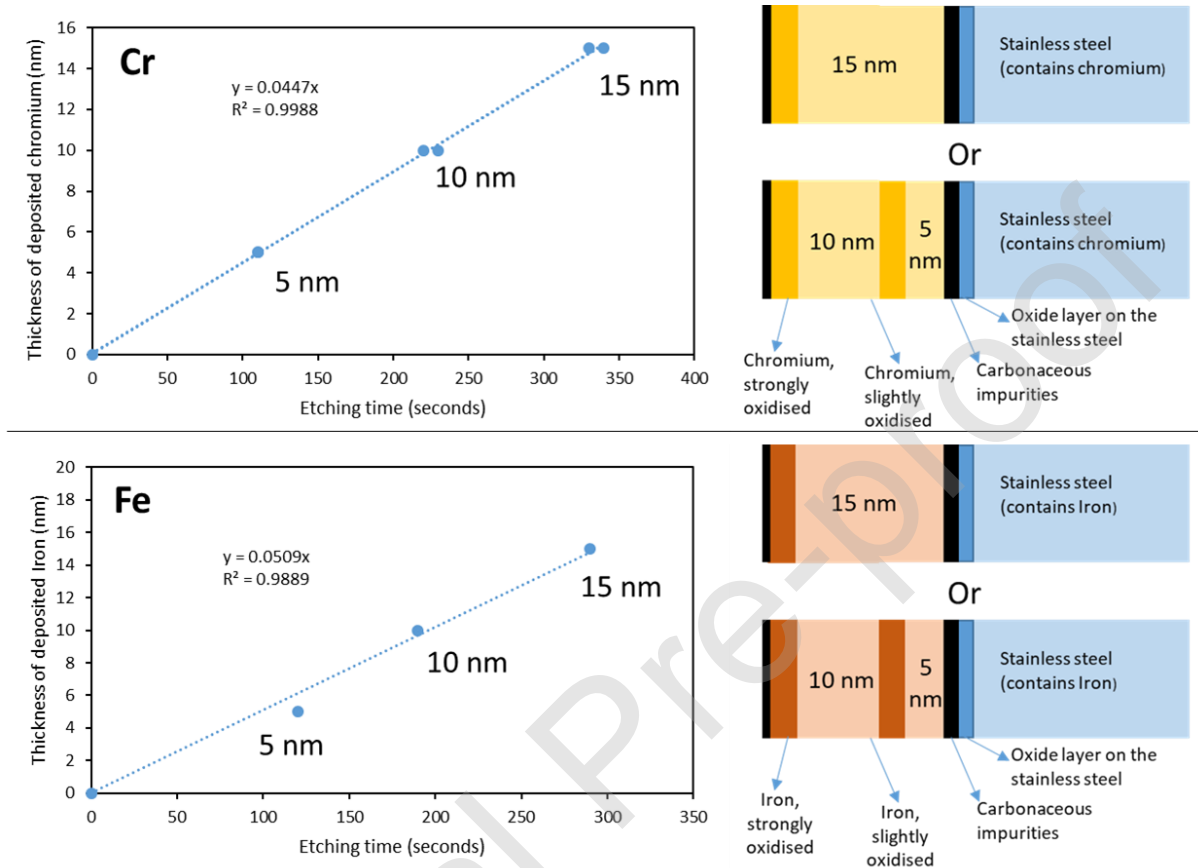 Cr
y = 0.0447x
R² = 0.9988
5 nm
10 nm
15 nm
Thickness of deposited chromium (nm)
16
14
12
10
8
6
4
2
0
0 50 100 150 200 250 300 350 400
Etching time (seconds)
15 nm
Stainless steel
(contains chromium)
Or
10 nm
5
nm
Stainless steel
(contains chromium)
Oxide layer on the
stainless steel
Chromium,
strongly
oxidised
Chromium,
slightly
oxidised
Carbonaceous
impurities
Fe
y = 0.0509x
R² = 0.9889
5 nm
10 nm
15 nm
Thickness of deposited Iron (nm)
20
18
16
14
12
10
8
6
4
2
0
0 50 100 150 200 250 300 350
Etching time (seconds)
15 nm
Stainless steel
(contains Iron)
Or
10 nm
5
nm
Stainless steel
(contains Iron)
Oxide layer on the
stainless steel
Iron,
strongly
oxidised
Iron,
slightly
oxidised
Carbonaceous
impurities
l Pre-proof